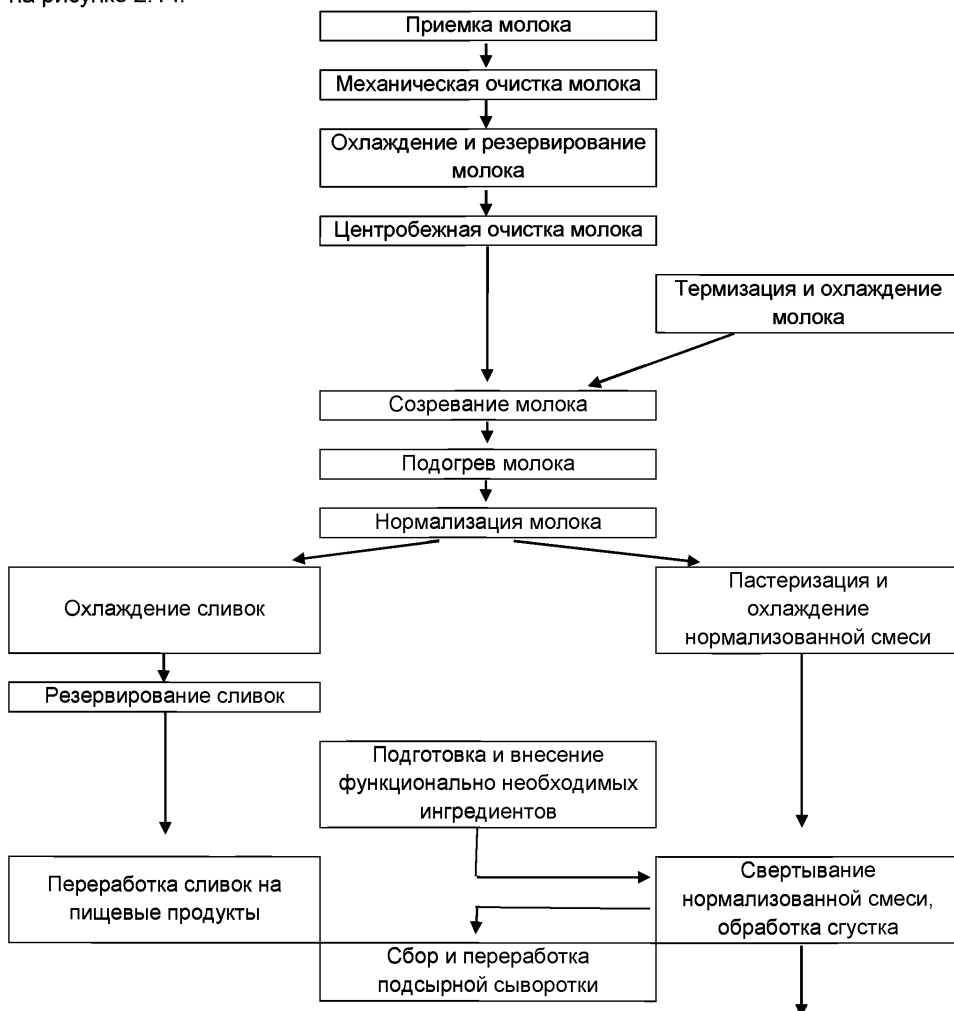 на рисунке 2.14.
Приемка молока
Механическая очистка молока
Охлаждение и резервирование
молока
Центробежная очистка молока
Термизация и охлаждение
молока
Созревание молока
Подогрев молока
Нормализация молока
Охлаждение сливок
Пастеризация и
охлаждение
нормализованной смеси
Резервирование сливок
Подготовка и внесение
функционально необходимых
ингредиентов
Переработка сливок на
пищевые продукты
Свертывание
нормализованной смеси,
обработка сгустка
Сбор и переработка
подсырной сыворотки